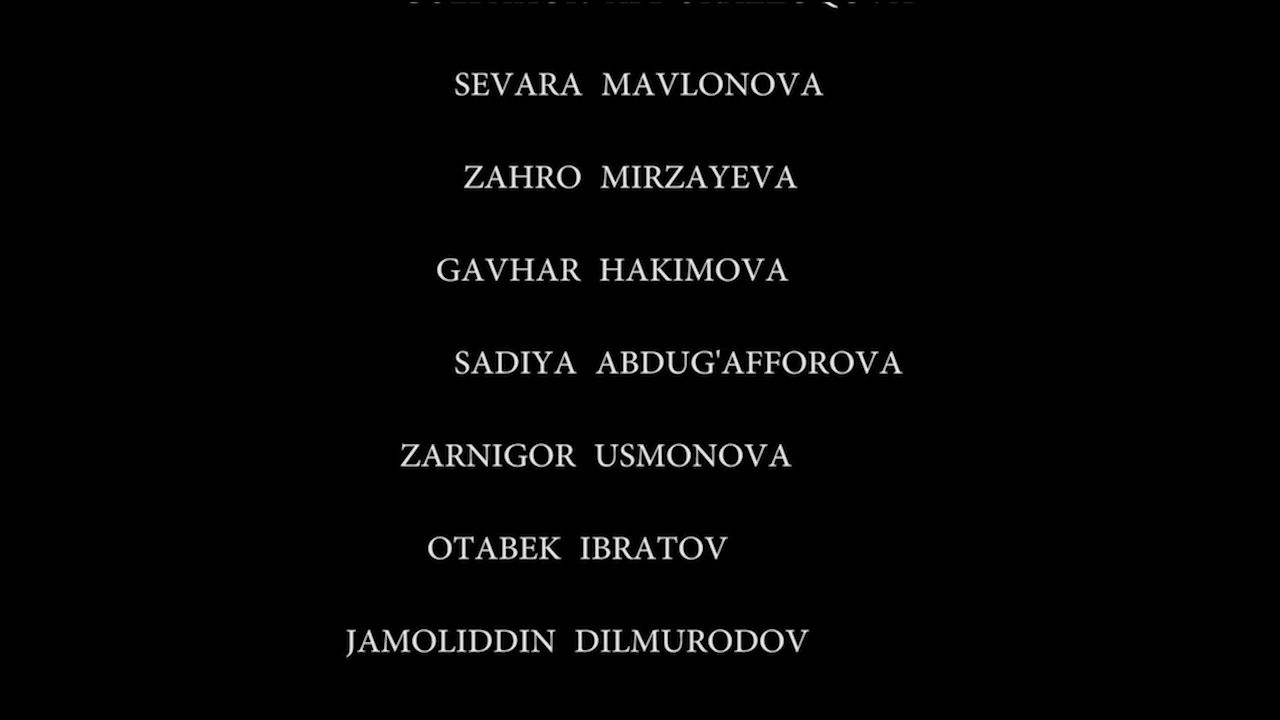 SEVARA MAVLONOVA
ZAHRO MIRZAYEVA
GAVHAR HAKIMOVA
SADIYA ABDUG'AFFOROVA
ZARNIGOR USMONOVA
OTABEK IBRATOV
JAMOLIDDIN DILMURODOV